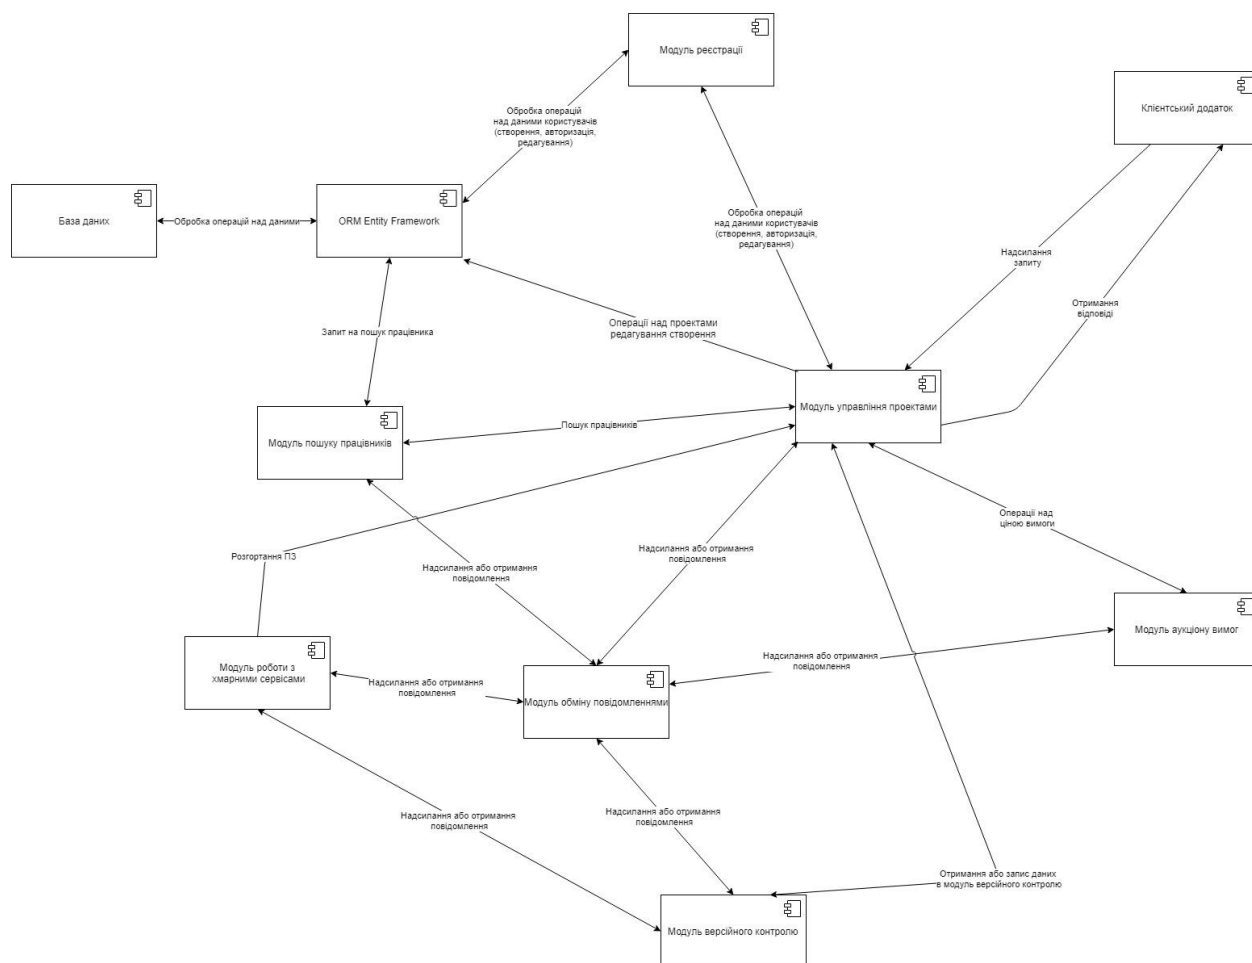 Модуль реєстрації
Клієнтський додаток
Обробка операцій
над даними користувачів
(створення, авторизація,
редагування)
База даних
Обробка операцій над даними
ORM Entity Framework
Обробка операцій
над даними користувачів
(створення, авторизація,
редагування)
Надсилання
запиту
Отримання
відповіді
Запит на пошук працівника
Операції над проектами
редагування створення
Модуль управління проектами
Модуль пошуку працівників
Пошук працівників
Операції над
ціною вимоги
Розгортання ПЗ
Надсилання або отримання
повідомлення
Надсилання або отримання
повідомлення
Модуль аукціону вимог
Модуль роботи з
хмарними сервісами
Надсилання або отримання
повідомлення
Надсилання або отримання
повідомлення
Модуль обміну повідомленнями
Надсилання або отримання
повідомлення
Надсилання або отримання
повідомлення
Отримання або запис даних
в модуль версійного контролю
Модуль версійного контролю